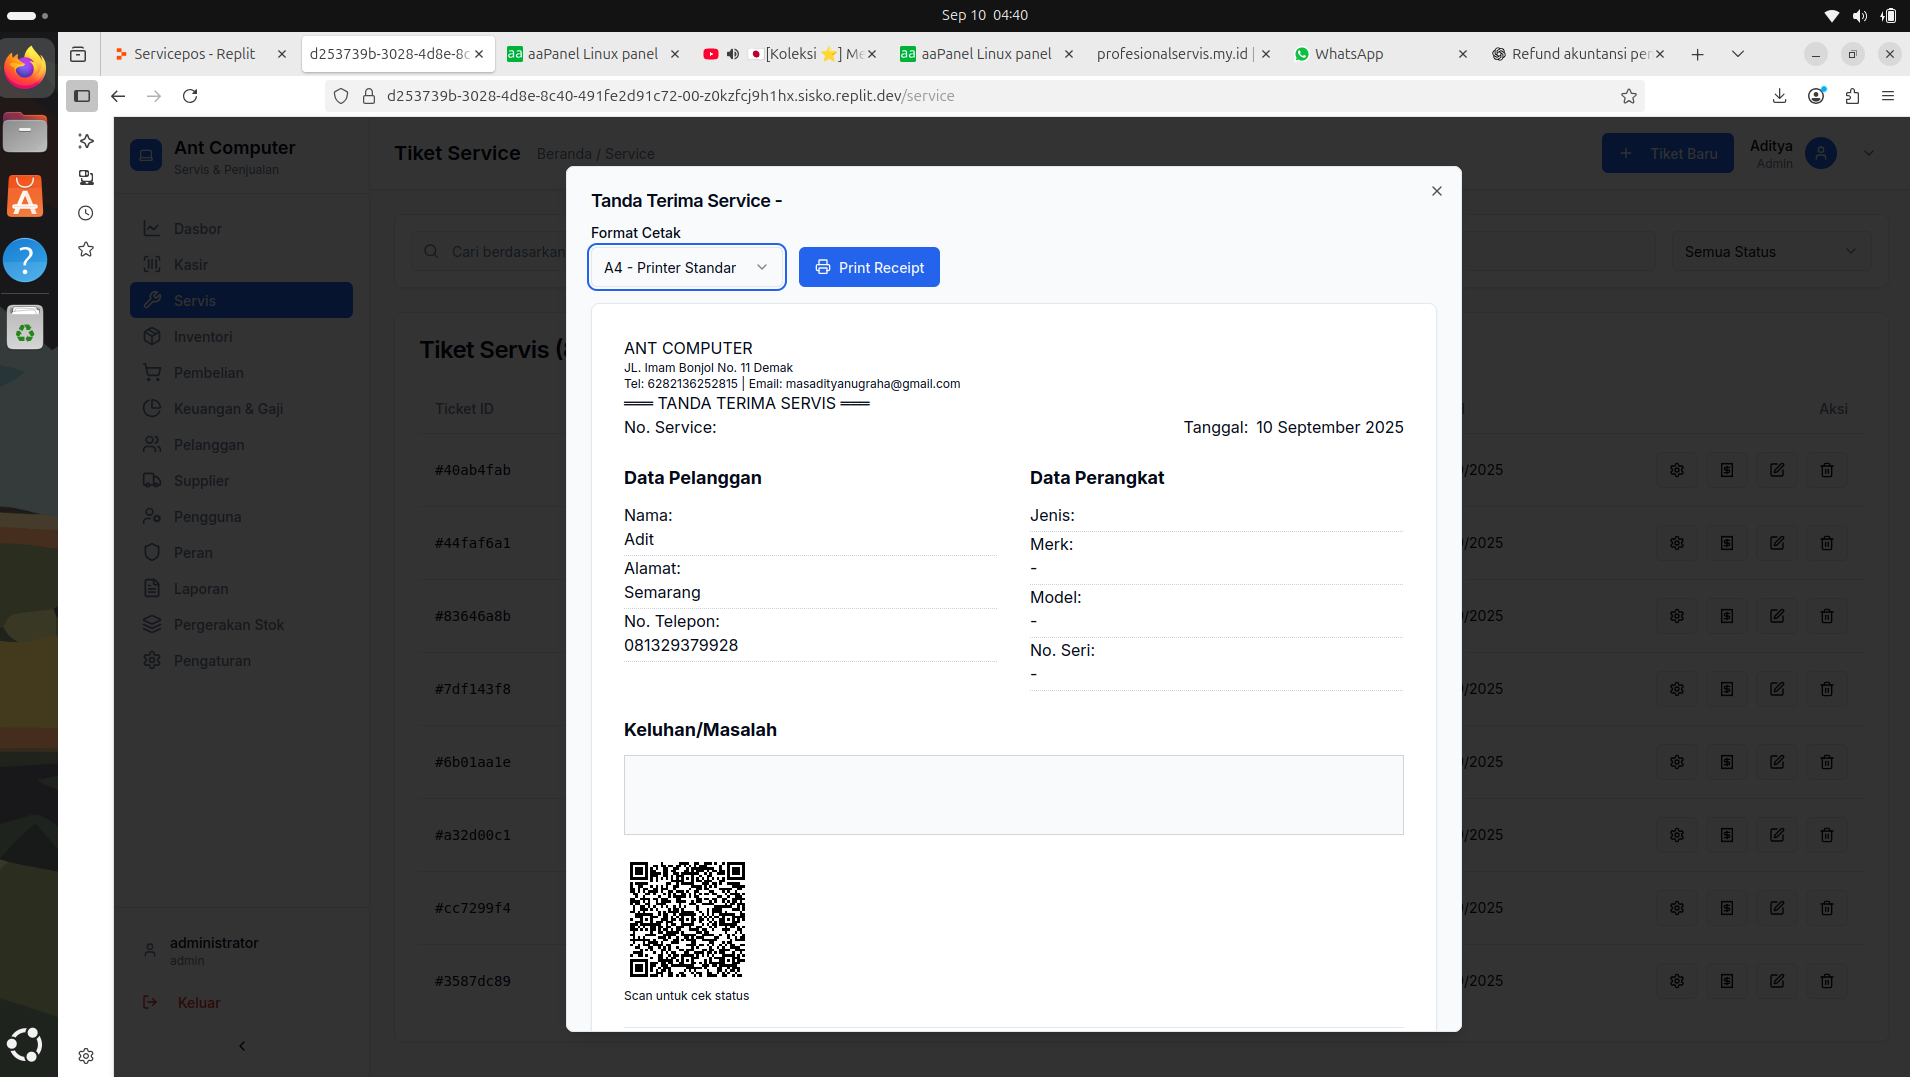 Sep 10 04:40
Servicepos - Replit
d253739b-3028-4d8e-8c
aaPanel Linux panel
[Koleksi ⭐] Me
aaPanel Linux panel
profesionalservis.my.id |
WhatsApp
Refund akuntansi per
d253739b-3028-4d8e-8c40-491fe2d91c72-00-z0kzfcj9h1hx.sisko.replit.dev/service
Ant Computer
Servis & Penjualan
Tiket Service
Beranda / Service
+ Tiket Baru
Aditya
Admin
Dasbor
Kasir
Servis
Inventori
Pembelian
Keuangan & Gaji
Pelanggan
Supplier
Pengguna
Peran
Laporan
Pergerakan Stok
Pengaturan
administrator
admin
Keluar
Cari berdasarkan
Semua Status
Tiket Servis (
Ticket ID
Aksi
#40ab4fab
/2025
#44faf6a1
/2025
#83646a8b
/2025
#7df143f8
/2025
#6b01aa1e
/2025
#a32d00c1
/2025
#cc7299f4
/2025
#3587dc89
/2025
Tanda Terima Service -
Format Cetak
A4 - Printer Standar
Print Receipt
ANT COMPUTER
JL. Imam Bonjol No. 11 Demak
Tel: 6282136252815 | Email: masadityanugraha@gmail.com
═══ TANDA TERIMA SERVIS ═══
No. Service:
Tanggal: 10 September 2025
Data Pelanggan
Nama:
Adit
Alamat:
Semarang
No. Telepon:
081329379928
Data Perangkat
Jenis:
Merk:
-
Model:
-
No. Seri:
-
Keluhan/Masalah
Scan untuk cek status